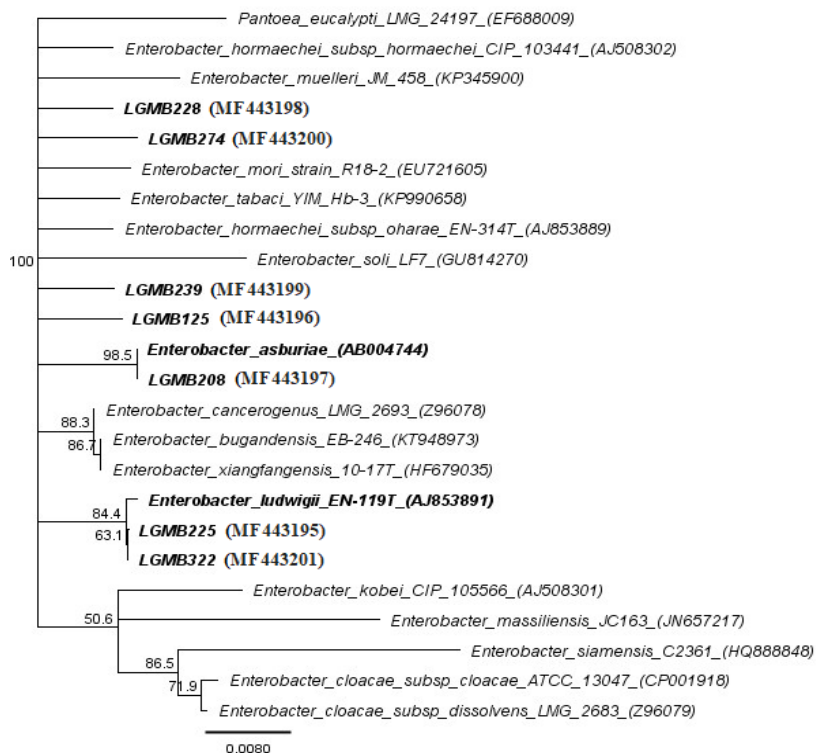 Pantoea_eucalypti_LMG_24197_(EF688009)
Enterobacter_hormaechei_subsp_hormaechei_CIP_103441_(AJ508302)
Enterobacter_muelleri_JM_458_(KP345900)
LGMB228 (MF443198)
LGMB274 (MF443200)
Enterobacter_mori_strain_R18-2_(EU721605)
Enterobacter_tabaci_YIM_Hb-3_(KP990658)
Enterobacter_hormaechei_subsp_oharae_EN-314T_(AJ853889)
Enterobacter_soli_LF7_(GU814270)
100
LGMB239 (MF443199)
LGMB125 (MF443196)
Enterobacter_asburiae_(AB004744)
98.5
LGMB208 (MF443197)
Enterobacter_cancerogenus_LMG_2693_(Z96078)
88.3
Enterobacter_bugandensis_EB-246_(KT948973)
86.7
Enterobacter_xiangfangensis_10-17T_(HF679035)
Enterobacter_ludwigii_EN-119T_(AJ853891)
84.4
LGMB225 (MF443195)
63.1
LGMB322 (MF443201)
Enterobacter_kobei_CIP_105566_(AJ508301)
50.6
Enterobacter_massiliensis_JC163_(JN657217)
Enterobacter_siamensis_C2361_(HQ888848)
86.5
Enterobacter_cloacae_subsp_cloacae_ATCC_13047_(CP001918)
71.9
Enterobacter_cloacae_subsp_dissolvens_LMG_2683_(Z96079)
0.0080